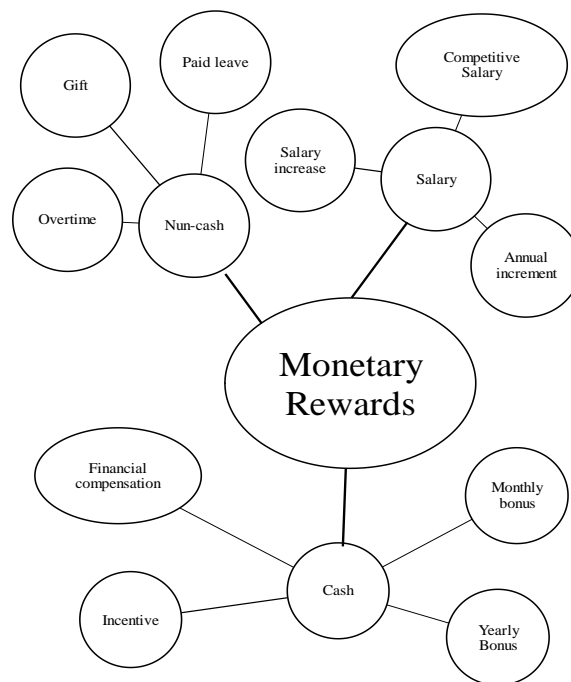 Competitive
Salary
Paid leave
Gift
Salary
increase
Salary
Overtime
Nun-cash
Annual
increment
Monetary
Rewards
Financial
compensation
Monthly
bonus
Cash
Incentive
Yearly
Bonus